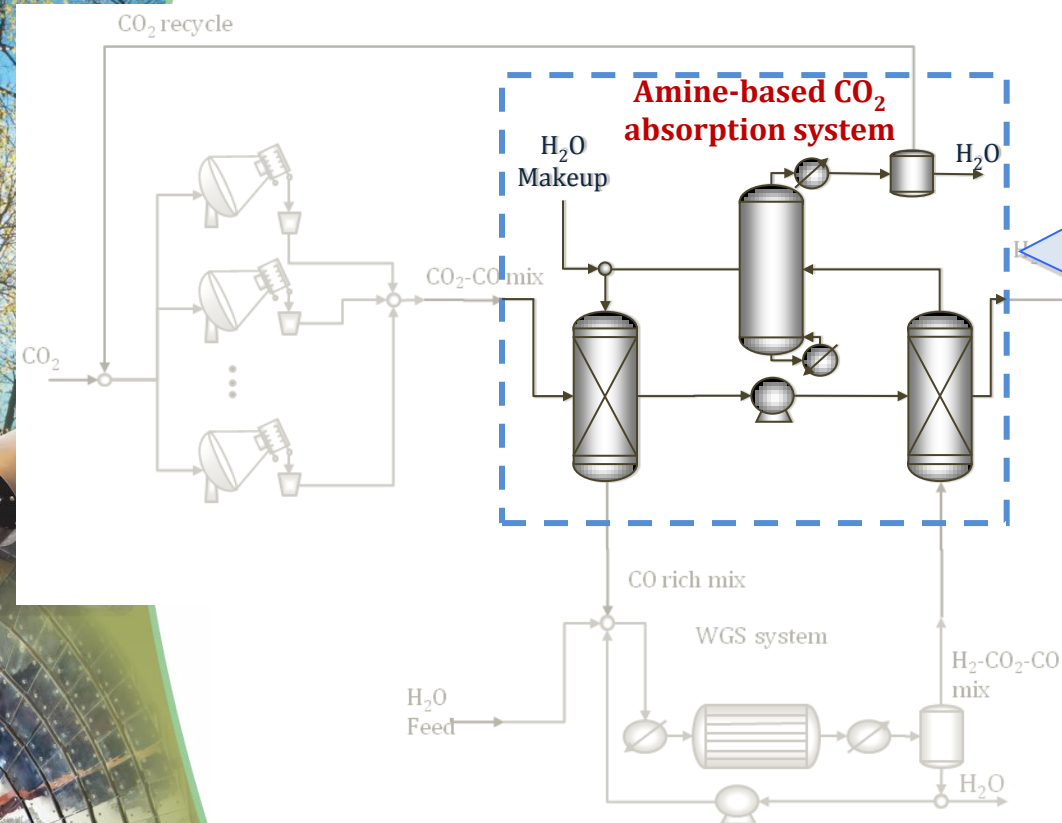 CO₂ recycle
Amine-based CO₂
absorption system
H₂O
Makeup
H₂O
CO₂-CO mix
CO₂
CO rich mix
WGS system
H₂-CO₂-CO
mix
H₂O
Feed
H₂O